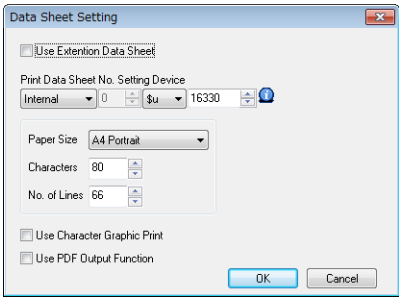 Data Sheet Setting
Use Extention Data Sheet
Print Data Sheet No. Setting Device
Internal 0 $u 16330
Paper Size A4 Portrait
Characters 80
No. of Lines 66
Use Character Graphic Print
Use PDF Output Function
OK Cancel